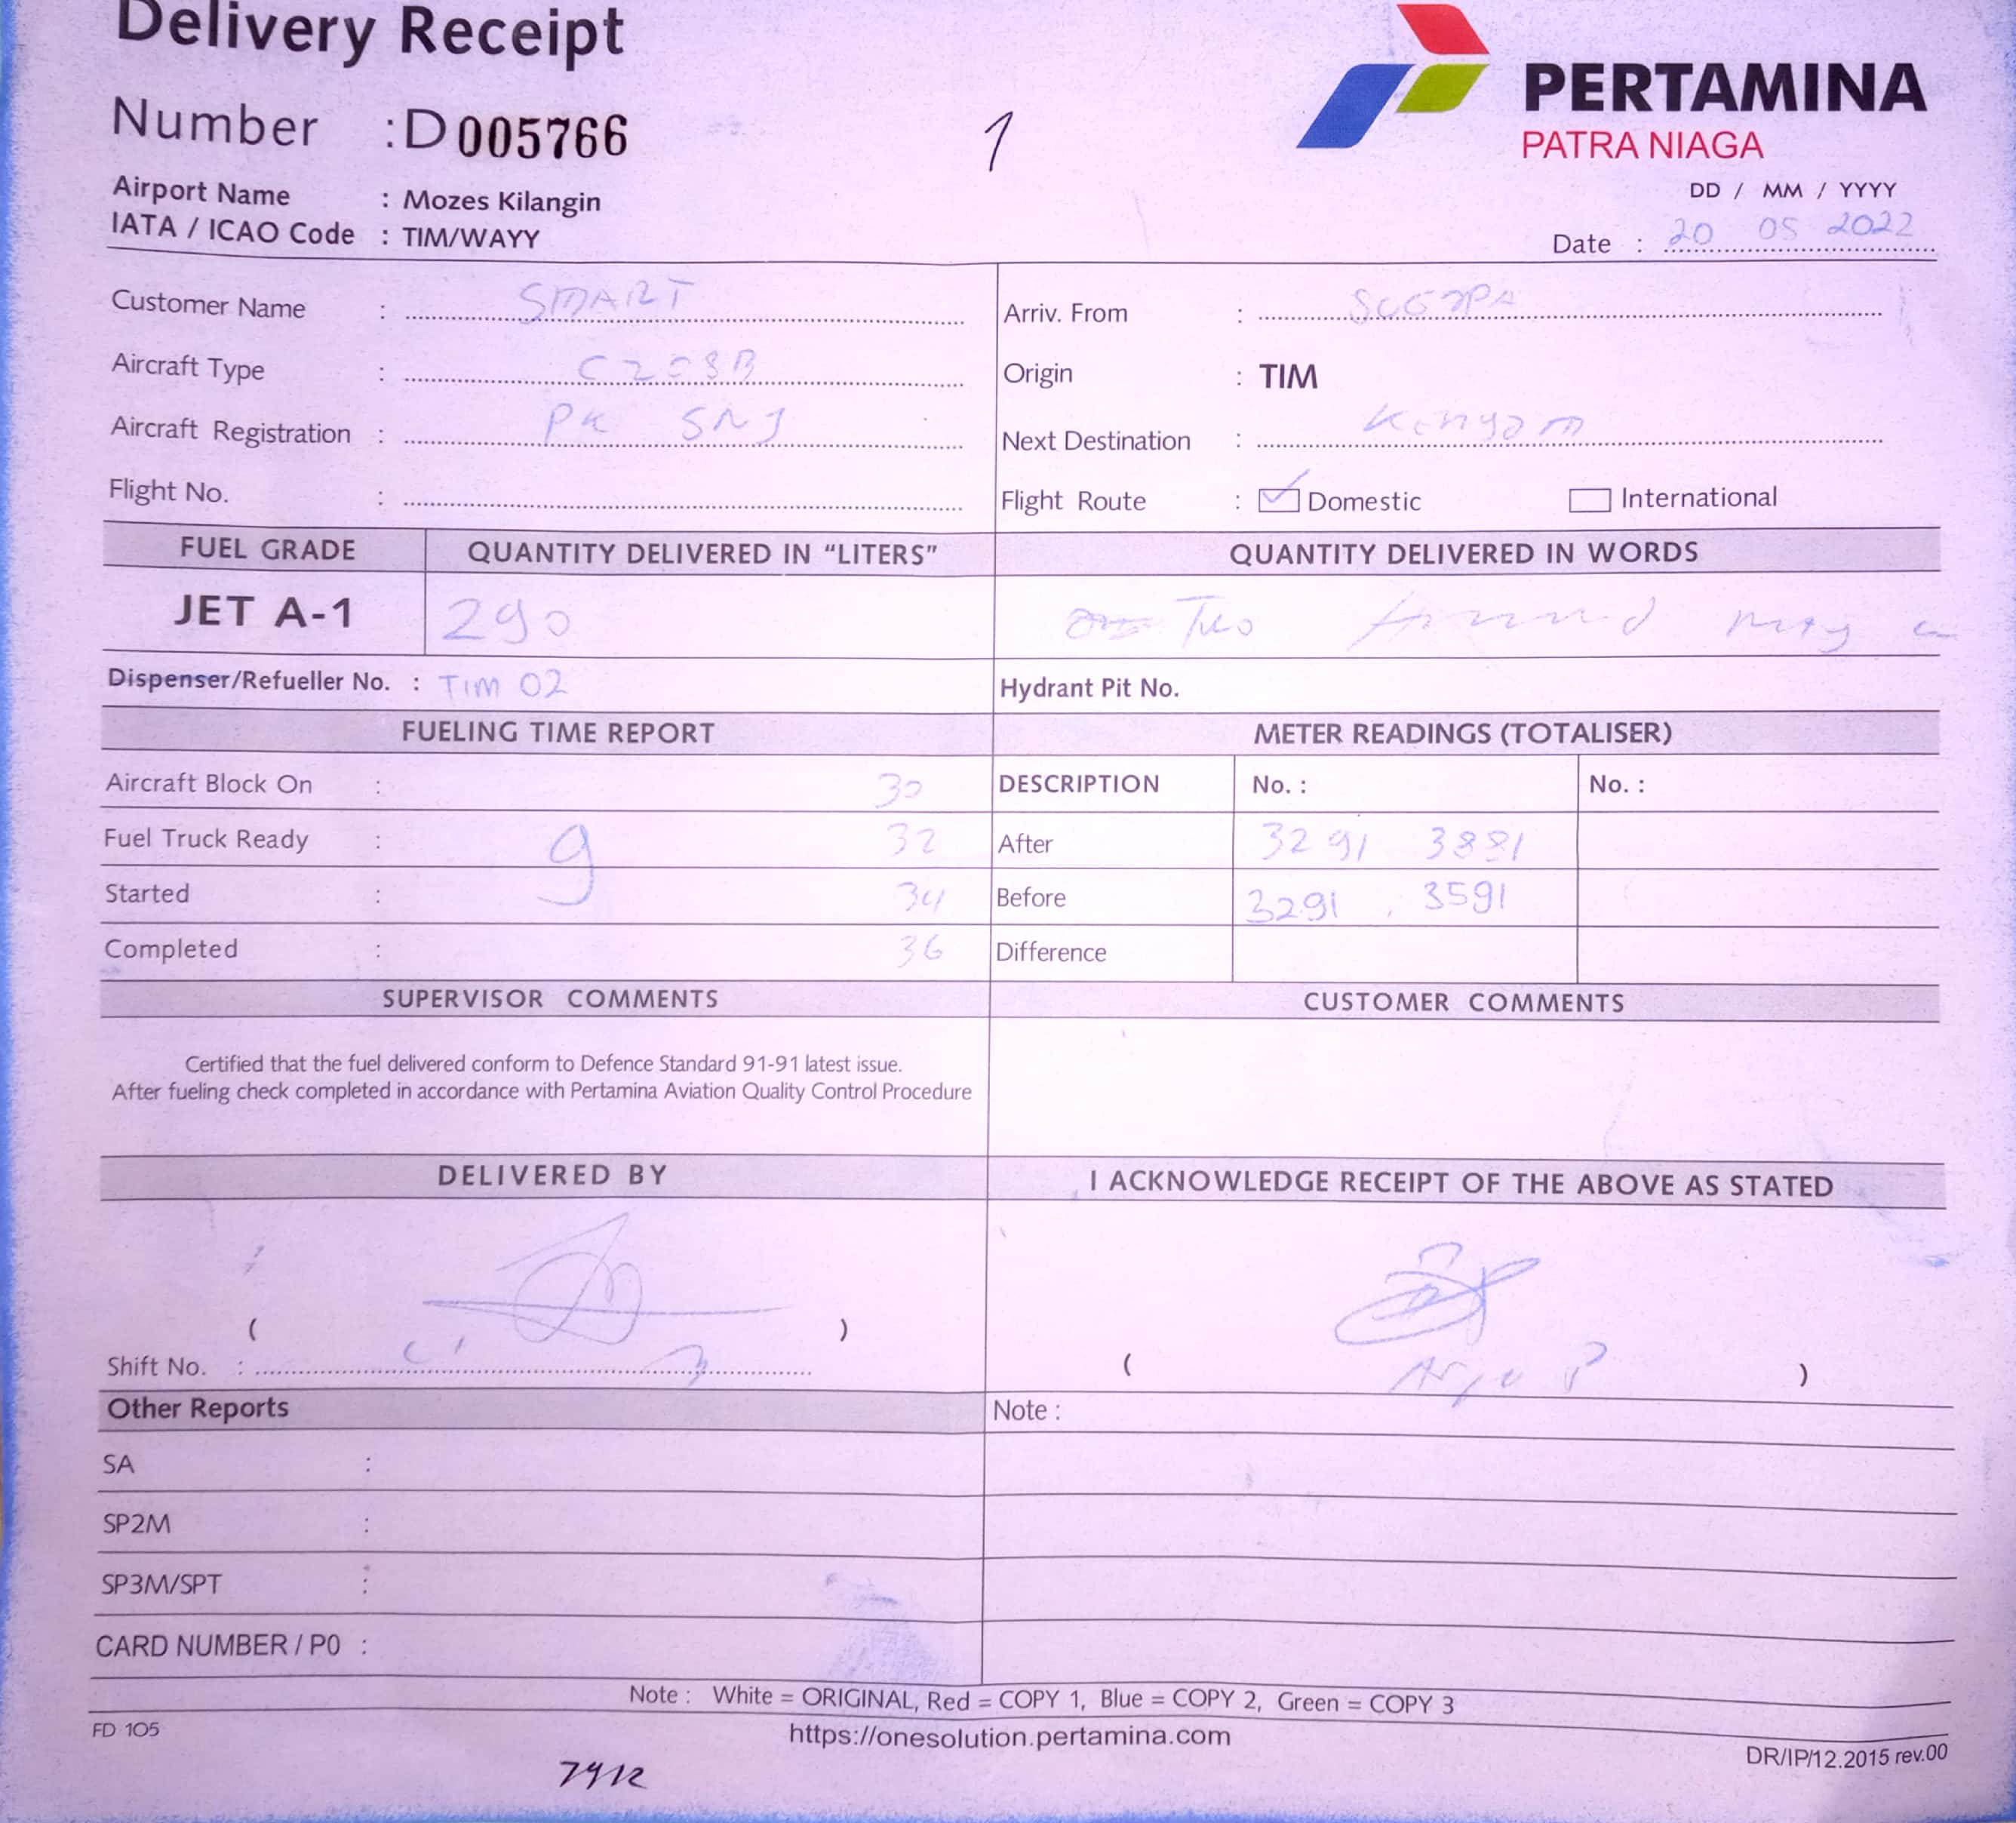 Delivery Receipt
PERTAMINA
PATRA NIAGA
Number : D 005766
1
Airport Name : Mozes Kilangin
IATA / ICAO Code : TIM/WAYY
DD / MM / YYYY
Date : 20 05 2022
Customer Name : SMART
Arriv. From :
Aircraft Type : C208B
Origin : TIM
Aircraft Registration : PK SNJ
Next Destination :
Flight No. :
Flight Route : Domestic International
FUEL GRADE QUANTITY DELIVERED IN "LITERS" QUANTITY DELIVERED IN WORDS
JET A-1 290 Two
Dispenser/Refueller No. : TIM 02 Hydrant Pit No.
FUELING TIME REPORT METER READINGS (TOTALISER)
Aircraft Block On : 30 DESCRIPTION No. : No. :
Fuel Truck Ready : 9 32 After 3291 3881
Started : 34 Before 3291 3591
Completed : 36 Difference
SUPERVISOR COMMENTS CUSTOMER COMMENTS
Certified that the fuel delivered conform to Defence Standard 91-91 latest issue.
After fueling check completed in accordance with Pertamina Aviation Quality Control Procedure
DELIVERED BY I ACKNOWLEDGE RECEIPT OF THE ABOVE AS STATED
( )
Shift No. :
( )
Other Reports Note :
SA :
SP2M :
SP3M/SPT :
CARD NUMBER / P0 :
Note : White = ORIGINAL, Red = COPY 1, Blue = COPY 2, Green = COPY 3
FD 105
https://onesolution.pertamina.com
DR/IP/12.2015 rev.00